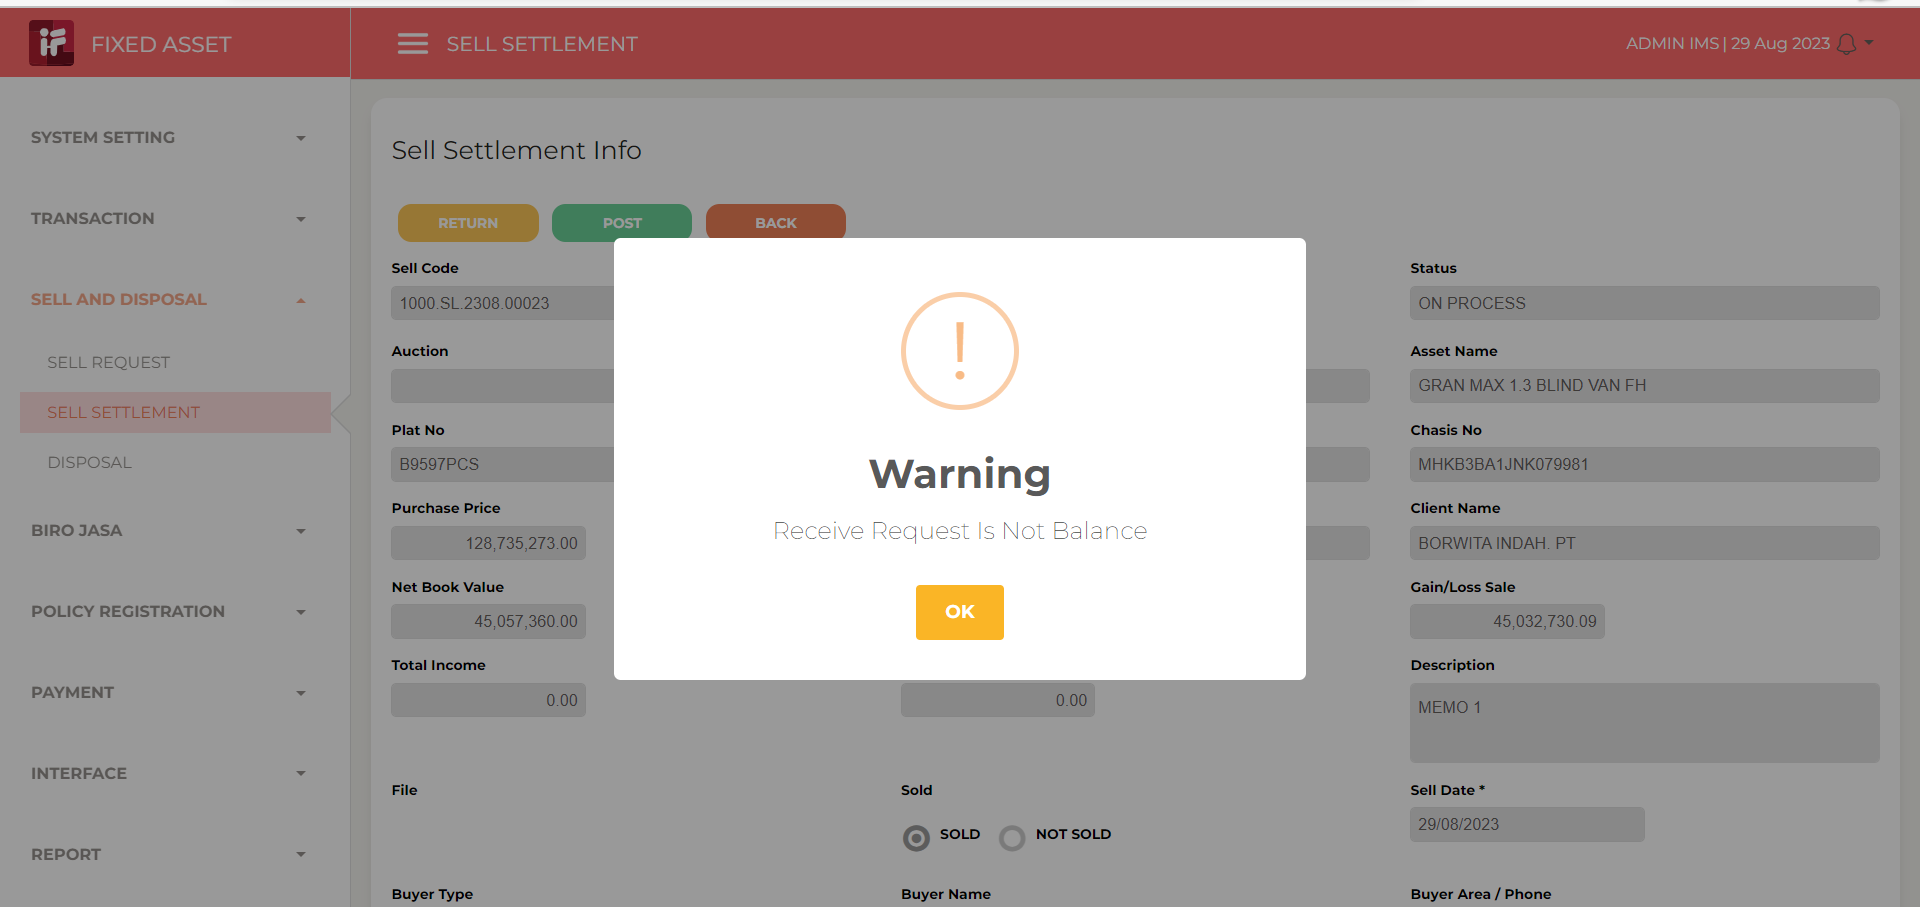 iF
FIXED ASSET
SELL SETTLEMENT
ADMIN IMS | 29 Aug 2023
SYSTEM SETTING
TRANSACTION
SELL AND DISPOSAL
SELL REQUEST
SELL SETTLEMENT
DISPOSAL
BIRO JASA
POLICY REGISTRATION
PAYMENT
INTERFACE
REPORT
Sell Settlement Info
RETURN POST BACK
Sell Code
1000.SL.2308.00023
Status
ON PROCESS
Auction
Asset Name
GRAN MAX 1.3 BLIND VAN FH
Plat No
B9597PCS
Chasis No
MHKB3BA1JNK079981
Purchase Price
128,735,273.00
Client Name
BORWITA INDAH. PT
Net Book Value
45,057,360.00
Gain/Loss Sale
45,032,730.09
Total Income
0.00
0.00
Description
MEMO 1
File
Sold
SOLD NOT SOLD
Sell Date *
29/08/2023
Buyer Type
Buyer Name
Buyer Area / Phone
!
Warning
Receive Request Is Not Balance
OK